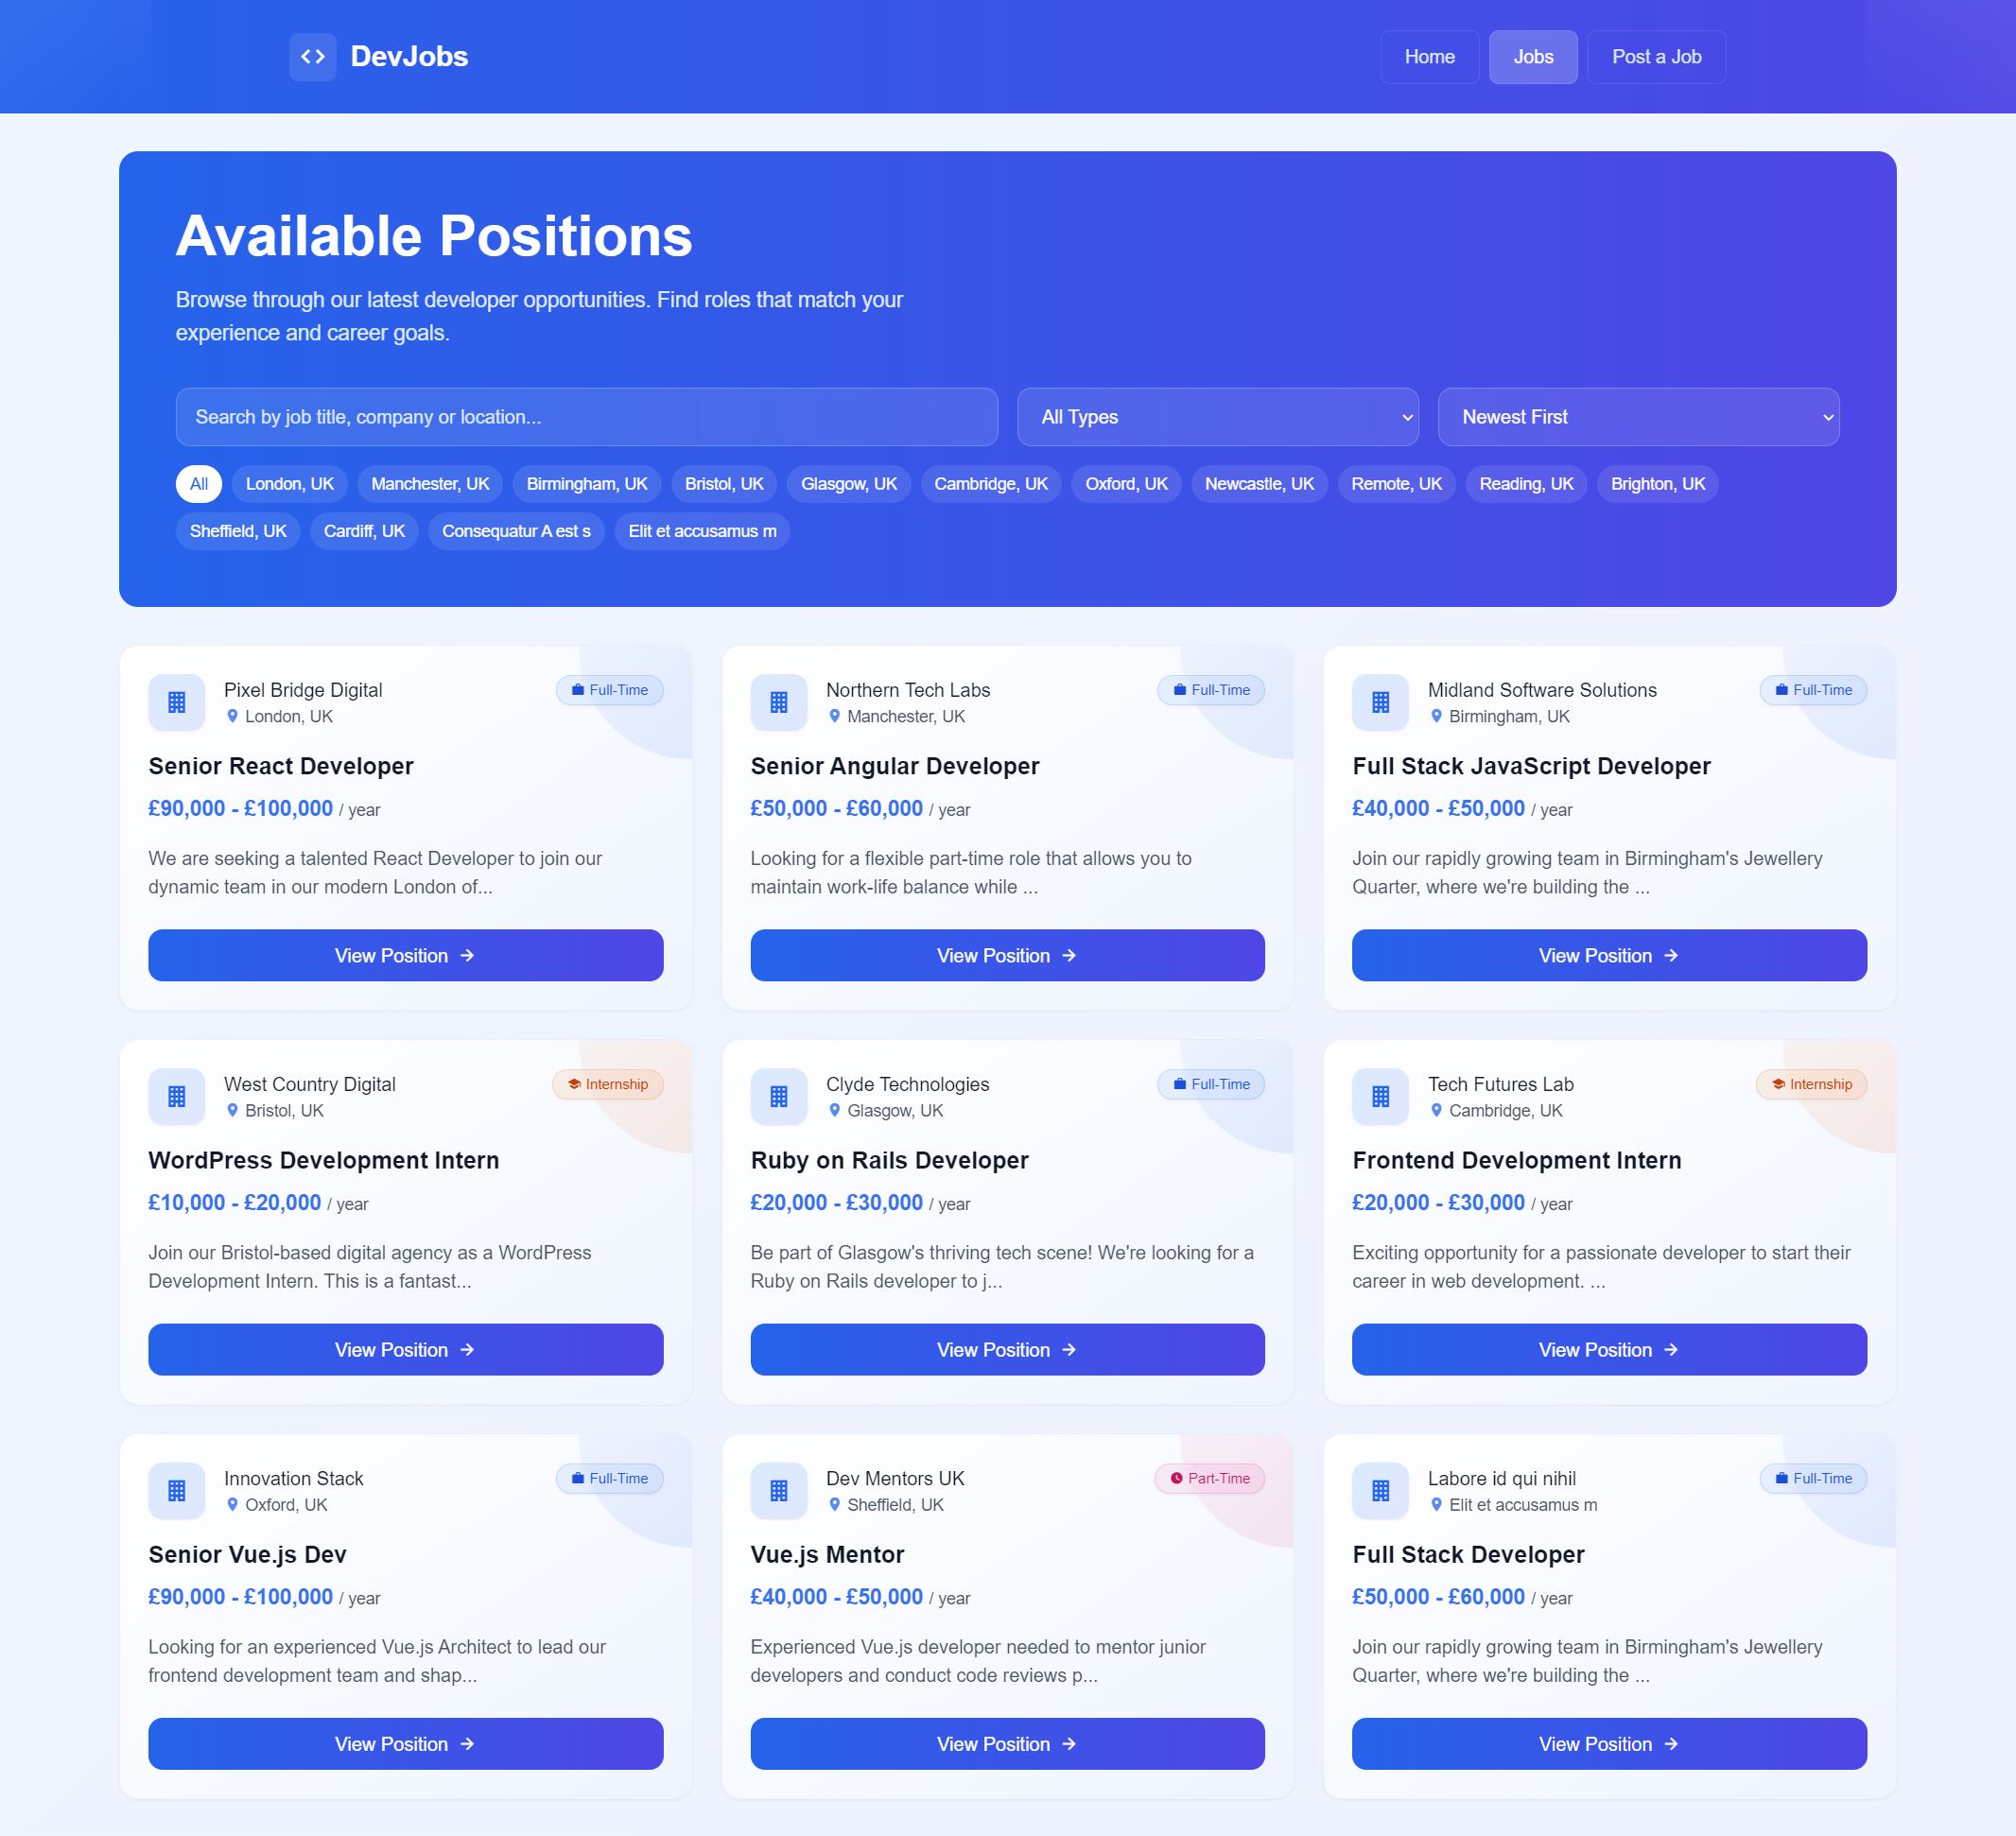 DevJobs
Home
Jobs
Post a Job
Available Positions
Browse through our latest developer opportunities. Find roles that match your
experience and career goals.
Search by job title, company or location...
All Types
Newest First
All
London, UK
Manchester, UK
Birmingham, UK
Bristol, UK
Glasgow, UK
Cambridge, UK
Oxford, UK
Newcastle, UK
Remote, UK
Reading, UK
Brighton, UK
Sheffield, UK
Cardiff, UK
Consequatur A est s
Elit et accusamus m
Pixel Bridge Digital
London, UK
Full-Time
Senior React Developer
£90,000 - £100,000 / year
We are seeking a talented React Developer to join our
dynamic team in our modern London of...
View Position
Northern Tech Labs
Manchester, UK
Full-Time
Senior Angular Developer
£50,000 - £60,000 / year
Looking for a flexible part-time role that allows you to
maintain work-life balance while ...
View Position
Midland Software Solutions
Birmingham, UK
Full-Time
Full Stack JavaScript Developer
£40,000 - £50,000 / year
Join our rapidly growing team in Birmingham's Jewellery
Quarter, where we're building the ...
View Position
West Country Digital
Bristol, UK
Internship
WordPress Development Intern
£10,000 - £20,000 / year
Join our Bristol-based digital agency as a WordPress
Development Intern. This is a fantast...
View Position
Clyde Technologies
Glasgow, UK
Full-Time
Ruby on Rails Developer
£20,000 - £30,000 / year
Be part of Glasgow's thriving tech scene! We're looking for a
Ruby on Rails developer to j...
View Position
Tech Futures Lab
Cambridge, UK
Internship
Frontend Development Intern
£20,000 - £30,000 / year
Exciting opportunity for a passionate developer to start their
career in web development. ...
View Position
Innovation Stack
Oxford, UK
Full-Time
Senior Vue.js Dev
£90,000 - £100,000 / year
Looking for an experienced Vue.js Architect to lead our
frontend development team and shap...
View Position
Dev Mentors UK
Sheffield, UK
Part-Time
Vue.js Mentor
£40,000 - £50,000 / year
Experienced Vue.js developer needed to mentor junior
developers and conduct code reviews p...
View Position
Labore id qui nihil
Elit et accusamus m
Full-Time
Full Stack Developer
£50,000 - £60,000 / year
Join our rapidly growing team in Birmingham's Jewellery
Quarter, where we're building the ...
View Position